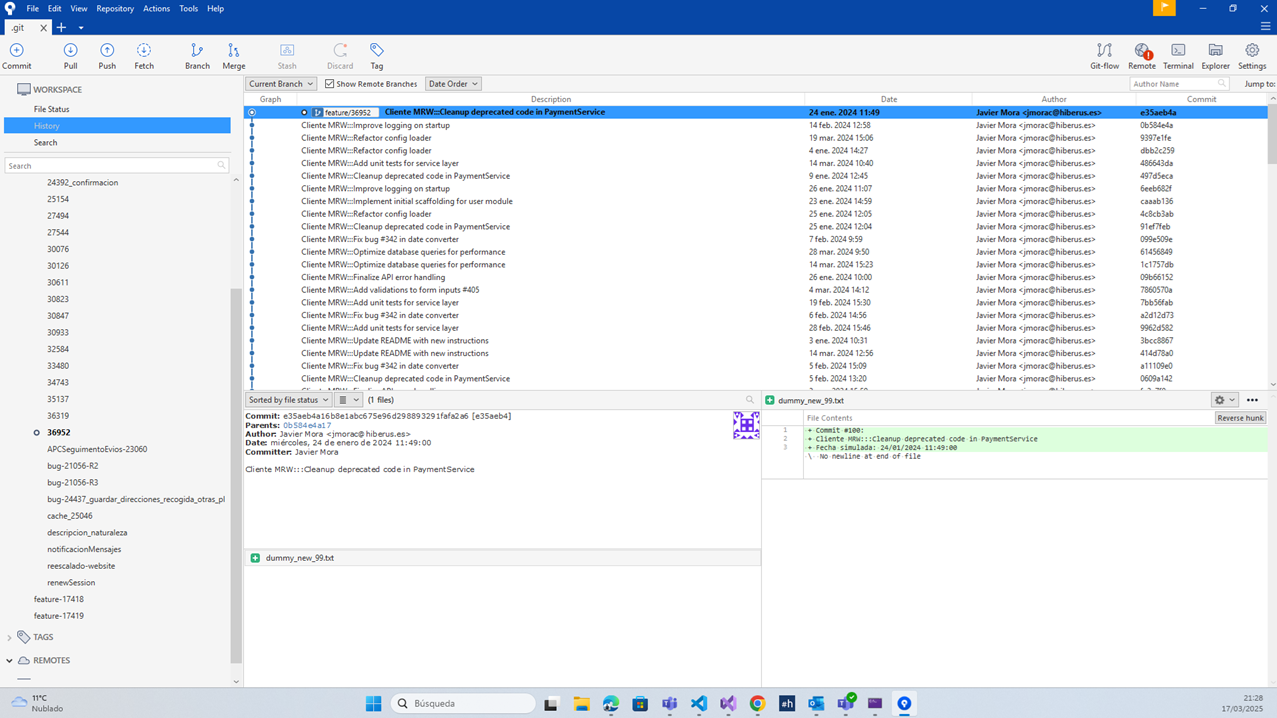 File Edit View Repository Actions Tools Help
.git
Commit Pull Push Fetch Branch Merge Stash Discard Tag Git-flow Remote Terminal Explorer Settings
WORKSPACE
File Status
History
Search
Search
24392_confirmacion
25154
27494
27544
30076
30126
30611
30823
30847
30933
32584
33480
34743
35137
36319
36952
APCSeguimientoEvios-23060
bug-21056-R2
bug-21056-R3
bug-24437_guardar_direcciones_recogida_otras_pl
cache_25046
descripcion_naturaleza
notificacionMensajes
reescalado-website
renewSession
feature-17418
feature-17419
TAGS
REMOTES
Current Branch Show Remote Branches Date Order Author Name Jump to:
Graph Description Date Author Commit
feature/36952 Cliente MRW:::Cleanup deprecated code in PaymentService 24 ene. 2024 11:49 Javier Mora <jmorac@hiberus.es> e35aeb4a
Cliente MRW:::Improve logging on startup 14 feb. 2024 12:58 Javier Mora <jmorac@hiberus.es> 0b584e4a
Cliente MRW:::Refactor config loader 19 mar. 2024 15:06 Javier Mora <jmorac@hiberus.es> 9397e1fe
Cliente MRW:::Refactor config loader 4 ene. 2024 14:27 Javier Mora <jmorac@hiberus.es> dbb2c259
Cliente MRW:::Add unit tests for service layer 14 mar. 2024 10:40 Javier Mora <jmorac@hiberus.es> 486643da
Cliente MRW:::Cleanup deprecated code in PaymentService 9 ene. 2024 12:45 Javier Mora <jmorac@hiberus.es> 497d5eca
Cliente MRW:::Improve logging on startup 26 ene. 2024 11:07 Javier Mora <jmorac@hiberus.es> 6eeb682f
Cliente MRW:::Implement initial scaffolding for user module 23 ene. 2024 14:59 Javier Mora <jmorac@hiberus.es> caaab136
Cliente MRW:::Refactor config loader 25 ene. 2024 12:05 Javier Mora <jmorac@hiberus.es> 4c8cb3ab
Cliente MRW:::Cleanup deprecated code in PaymentService 25 ene. 2024 12:04 Javier Mora <jmorac@hiberus.es> 91ef7feb
Cliente MRW:::Fix bug #342 in date converter 7 feb. 2024 9:59 Javier Mora <jmorac@hiberus.es> 099e509e
Cliente MRW:::Optimize database queries for performance 28 mar. 2024 9:50 Javier Mora <jmorac@hiberus.es> 61456849
Cliente MRW:::Optimize database queries for performance 14 mar. 2024 15:23 Javier Mora <jmorac@hiberus.es> 1c1757db
Cliente MRW:::Finalize API error handling 26 ene. 2024 10:00 Javier Mora <jmorac@hiberus.es> 09b66152
Cliente MRW:::Add validations to form inputs #405 4 mar. 2024 14:12 Javier Mora <jmorac@hiberus.es> 7860570a
Cliente MRW:::Add unit tests for service layer 19 feb. 2024 15:30 Javier Mora <jmorac@hiberus.es> 7bb56fab
Cliente MRW:::Fix bug #342 in date converter 6 feb. 2024 14:56 Javier Mora <jmorac@hiberus.es> a2d12d73
Cliente MRW:::Add unit tests for service layer 28 feb. 2024 15:46 Javier Mora <jmorac@hiberus.es> 9962d582
Cliente MRW:::Update README with new instructions 3 ene. 2024 10:31 Javier Mora <jmorac@hiberus.es> 3bcc8867
Cliente MRW:::Update README with new instructions 14 mar. 2024 12:56 Javier Mora <jmorac@hiberus.es> 414d78a0
Cliente MRW:::Fix bug #342 in date converter 5 feb. 2024 15:09 Javier Mora <jmorac@hiberus.es> a11109e0
Cliente MRW:::Cleanup deprecated code in PaymentService 5 feb. 2024 13:20 Javier Mora <jmorac@hiberus.es> 0609a142
Sorted by file status (1 files)
Commit: e35aeb4a16b8e1abc675e96d298893291fafa2a6 [e35aeb4]
Parents: 0b584e4a17
Author: Javier Mora <jmorac@hiberus.es>
Date: miércoles, 24 de enero de 2024 11:49:00
Committer: Javier Mora
Cliente MRW:::Cleanup deprecated code in PaymentService
dummy_new_99.txt
dummy_new_99.txt
File Contents Reverse hunk
1 + Commit #100:
2 + Cliente MRW:::Cleanup deprecated code in PaymentService
3 + Fecha simulada: 24/01/2024 11:49:00
\ No newline at end of file
11°C
Nublado
Búsqueda
#h
21:28
17/03/2025